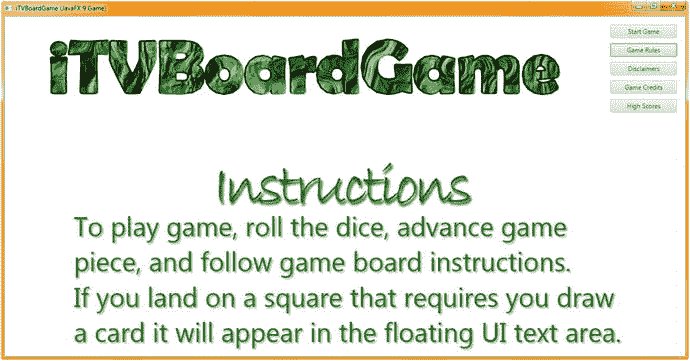 iTVBoardGame (JavaFX 9 Game)
iTVBoardGame
Start Game
Game Rules
Disclaimers
Game Credits
High Scores
Instructions
To play game, roll the dice, advance game
piece, and follow game board instructions.
If you land on a square that requires you draw
a card it will appear in the floating UI text area.